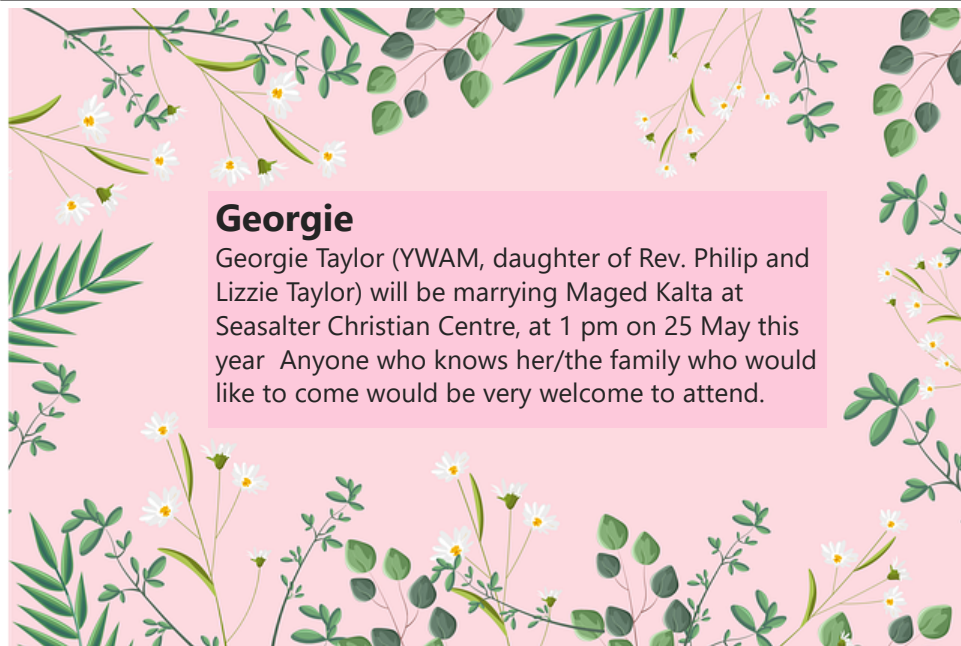 Georgie
Georgie Taylor (YWAM, daughter of Rev. Philip and
Lizzie Taylor) will be marrying Maged Kalta at
Seasalter Christian Centre, at 1 pm on 25 May this
year  Anyone who knows her/the family who would
like to come would be very welcome to attend.